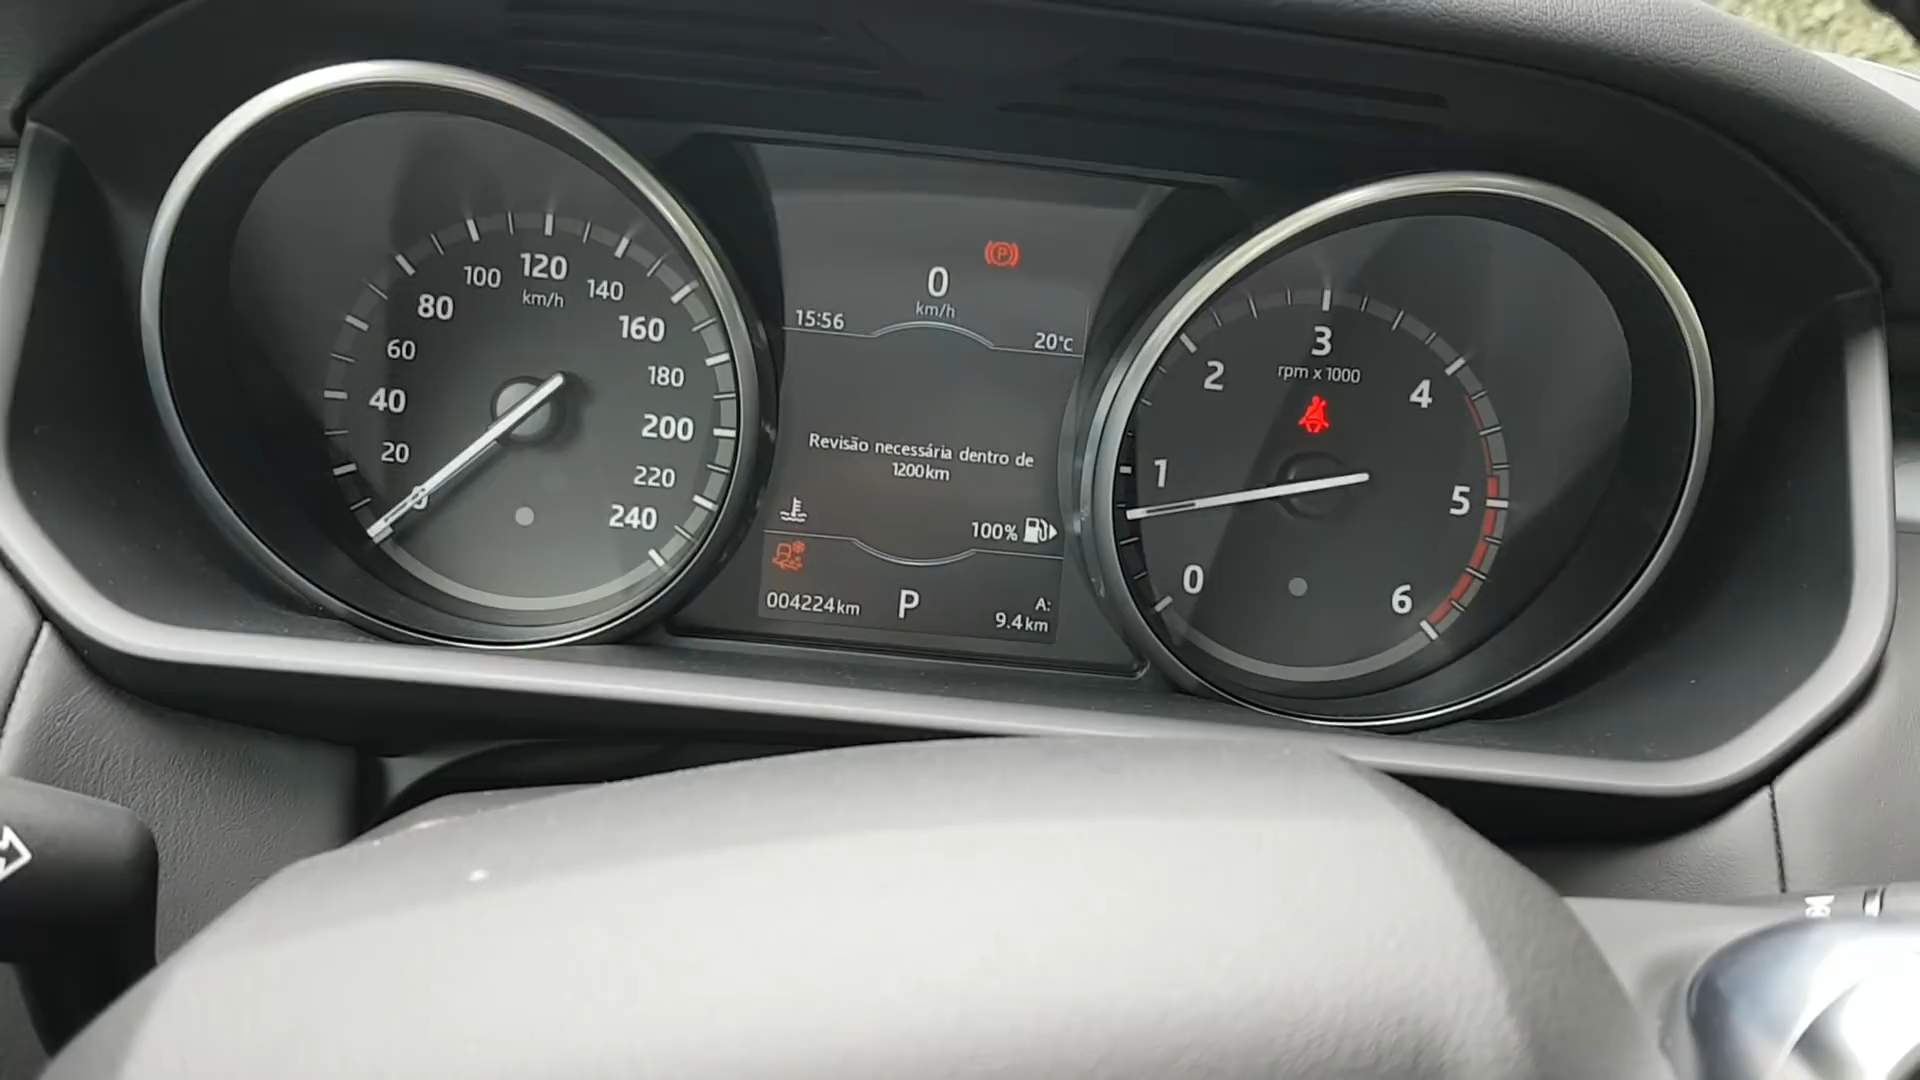 0
20
40
60
80
100
120
km/h
140
160
180
200
220
240
P
0
km/h
15:56
20°C
Revisão necessária dentro de
1200km
100%
004224km
P
A:
9.4km
0
1
2
3
rpm x 1000
4
5
6